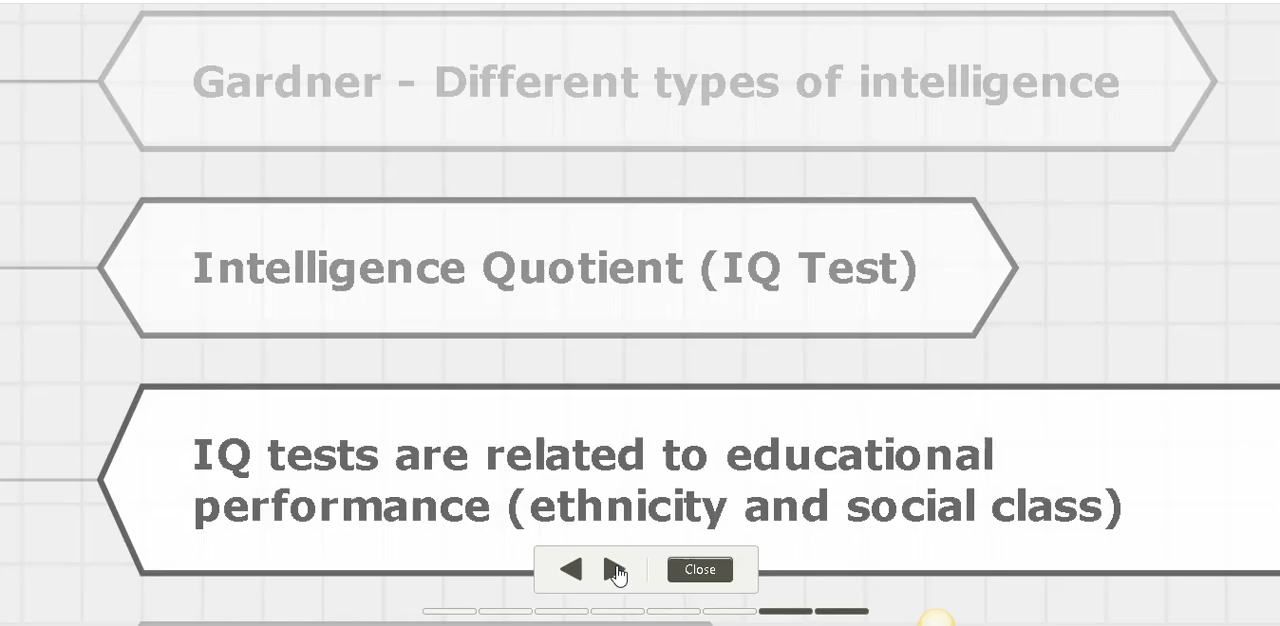 Gardner - Different types of intelligence
Intelligence Quotient (IQ Test)
IQ tests are related to educational
performance (ethnicity and social class)
Close